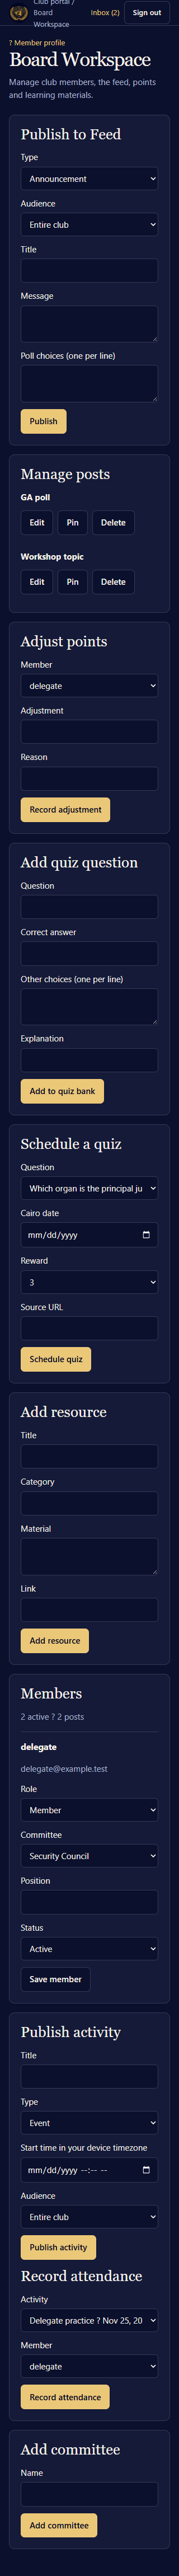 Club portal /
Board
Workspace
Inbox (2)
Sign out
? Member profile
Board Workspace
Manage club members, the feed, points
and learning materials.
Publish to Feed
Type
Announcement
Audience
Entire club
Title
Message
Poll choices (one per line)
Publish
Manage posts
GA poll
Edit
Pin
Delete
Workshop topic
Edit
Pin
Delete
Adjust points
Member
delegate
Adjustment
Reason
Record adjustment
Add quiz question
Question
Correct answer
Other choices (one per line)
Explanation
Add to quiz bank
Schedule a quiz
Question
Which organ is the principal ju
Cairo date
mm/dd/yyyy
Reward
3
Source URL
Schedule quiz
Add resource
Title
Category
Material
Link
Add resource
Members
2 active ? 2 posts
delegate
delegate@example.test
Role
Member
Committee
Security Council
Position
Status
Active
Save member
Publish activity
Title
Type
Event
Start time in your device timezone
mm/dd/yyyy --:-- --
Audience
Entire club
Publish activity
Record attendance
Activity
Delegate practice ? Nov 25, 20
Member
delegate
Record attendance
Add committee
Name
Add committee